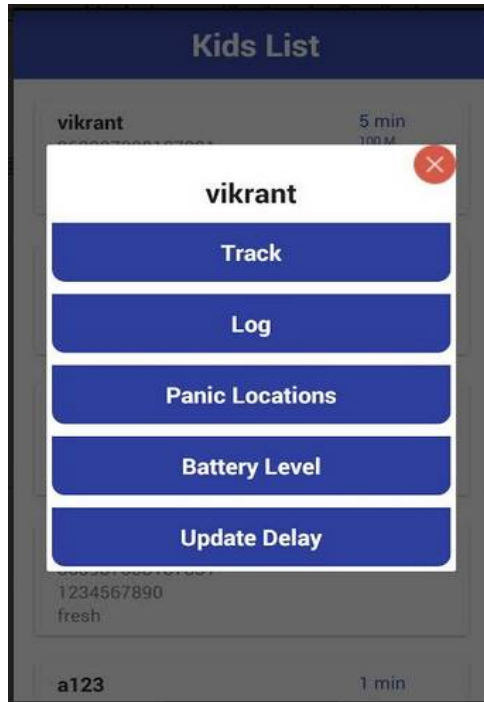 Kids List
vikrant
5 min
100 M
vikrant
Track
Log
Panic Locations
Battery Level
Update Delay
1234567890
fresh
a123
1 min